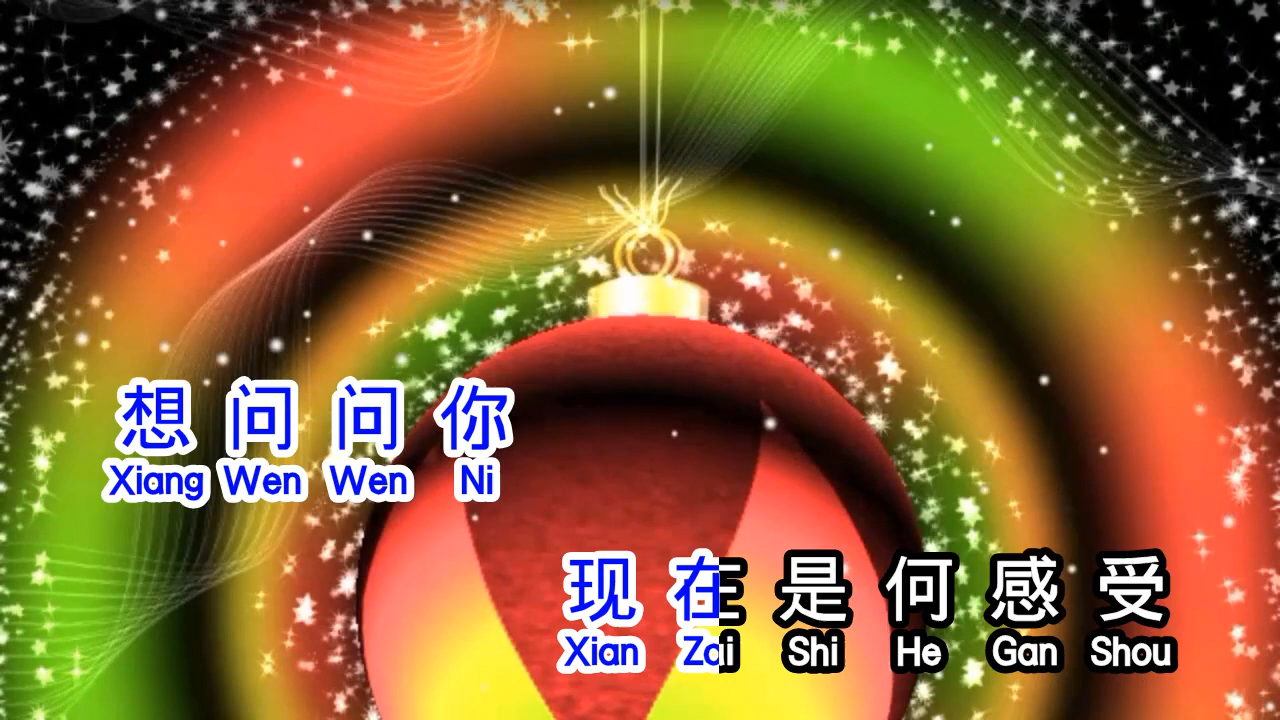 想 问 问 你
Xiang Wen Wen Ni
现 在 是 何 感 受
Xian Zai Shi He Gan Shou